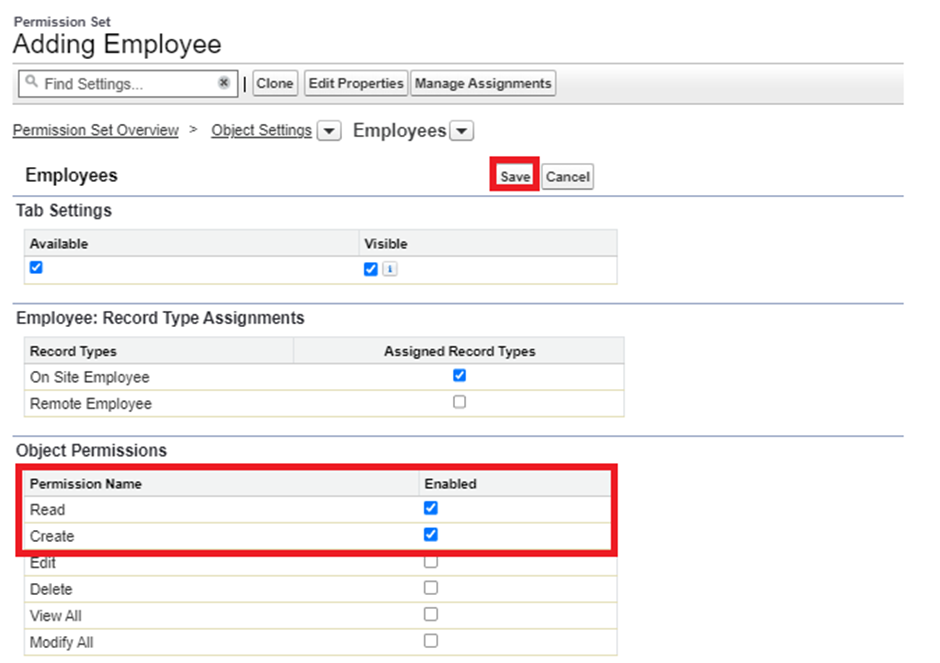 Permission Set
Adding Employee
Find Settings... | Clone Edit Properties Manage Assignments
Permission Set Overview > Object Settings Employees
Employees Save Cancel
Tab Settings
Available Visible
i
Employee: Record Type Assignments
Record Types Assigned Record Types
On Site Employee
Remote Employee
Object Permissions
Permission Name Enabled
Read
Create
Edit
Delete
View All
Modify All